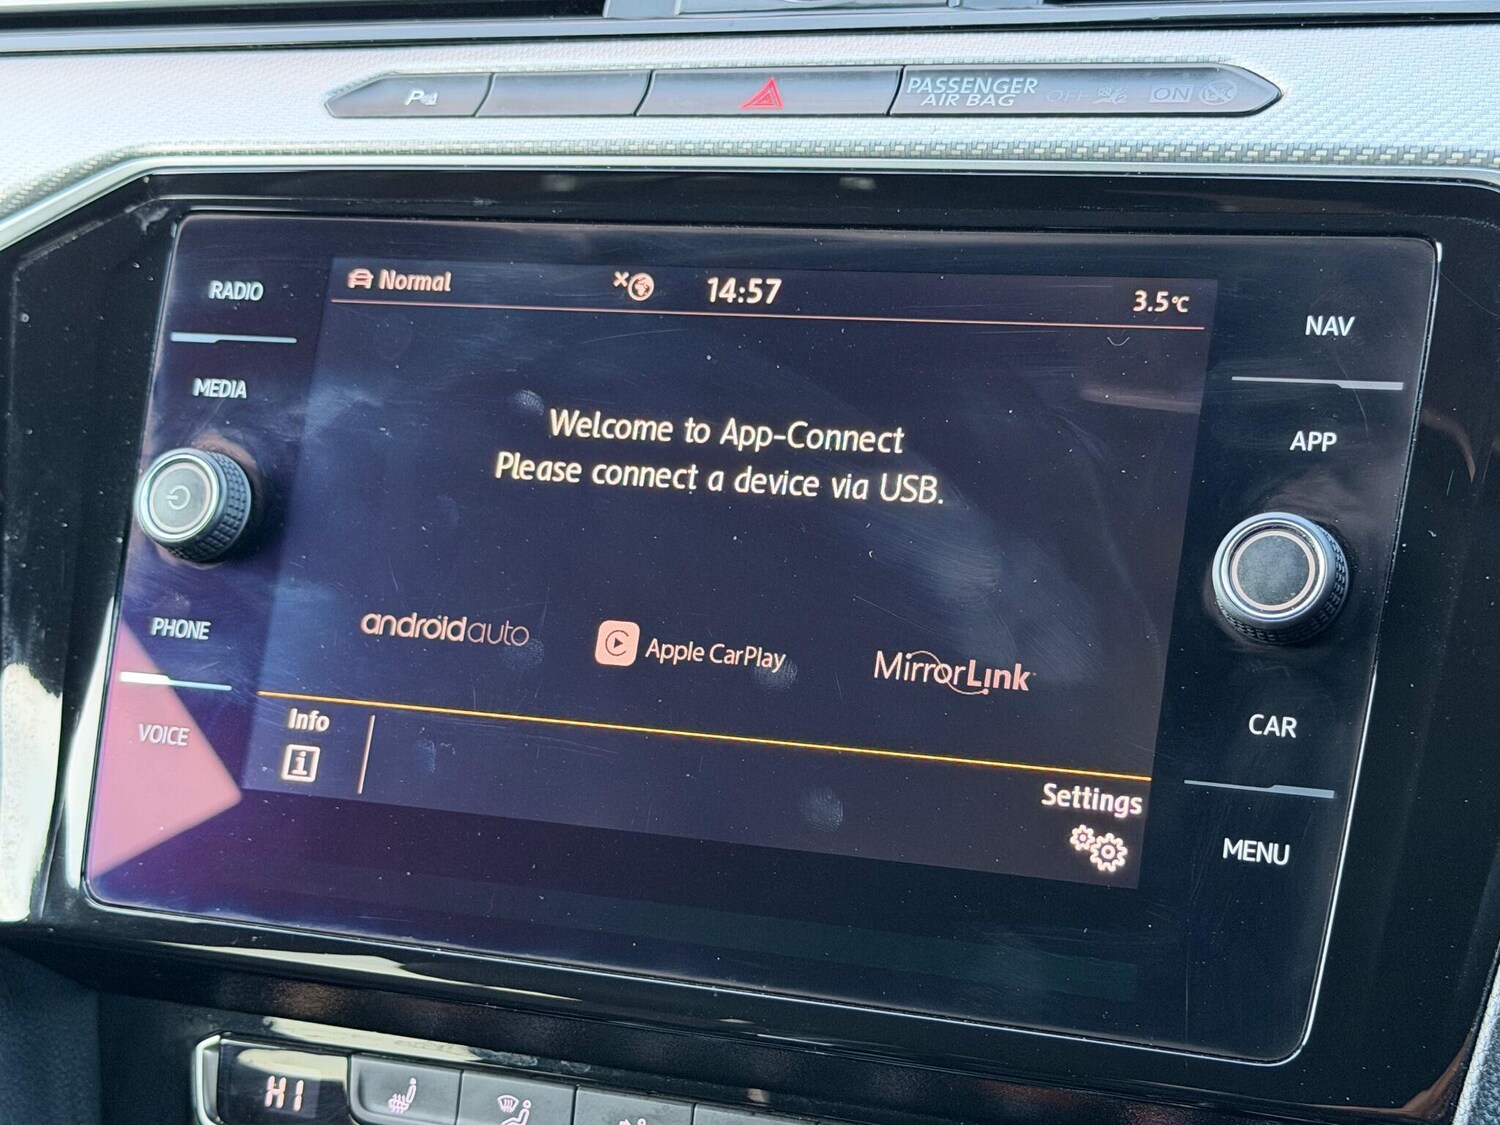 P
PASSENGER
AIR BAG OFF ON
RADIO
MEDIA
PHONE
VOICE
Normal 14:57 3.5°C
Welcome to App-Connect
Please connect a device via USB.
androidauto Apple CarPlay MirrorLink
Info
Settings
NAV
APP
CAR
MENU
HI